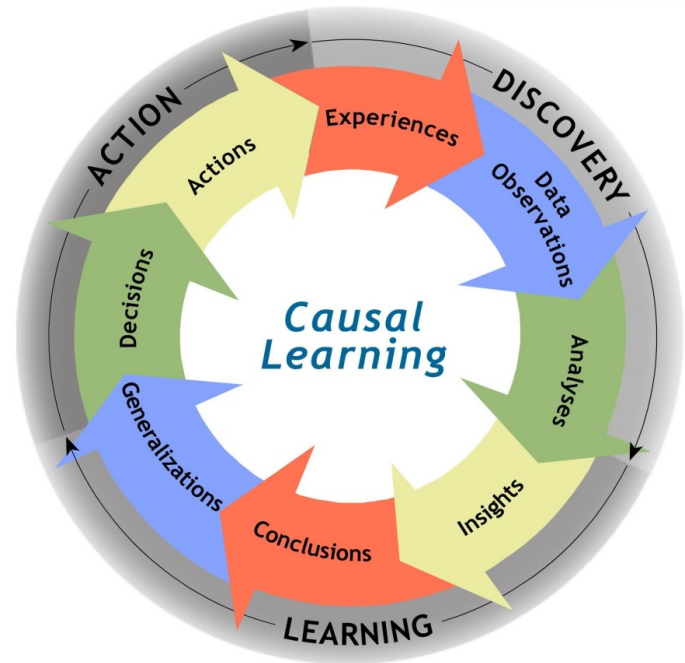 Causal
Learning
DISCOVERY
Experiences
Data
Observations
Analyses
LEARNING
Insights
Conclusions
Generalizations
ACTION
Decisions
Actions